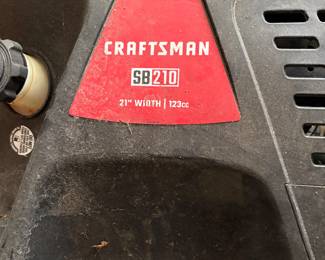 CRAFTSMAN
SB210
21" WIDTH | 123cc